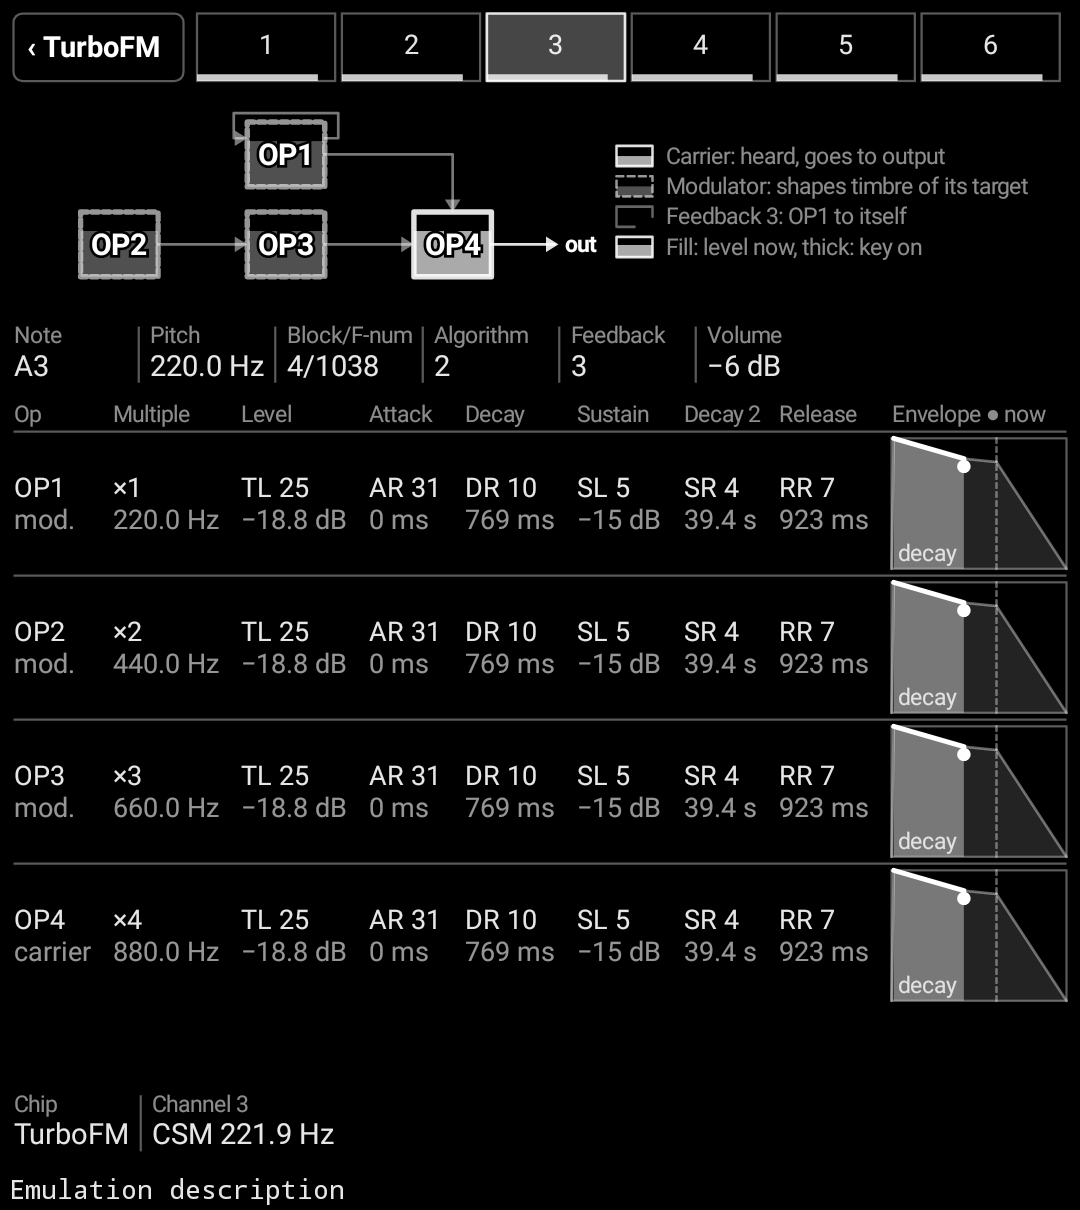 ‹ TurboFM 1 2 3 4 5 6
OP1
OP2 OP3 OP4 out
Carrier: heard, goes to output
Modulator: shapes timbre of its target
Feedback 3: OP1 to itself
Fill: level now, thick: key on
Note Pitch Block/F-num Algorithm Feedback Volume
A3 220.0 Hz 4/1038 2 3 −6 dB
Op Multiple Level Attack Decay Sustain Decay 2 Release Envelope ● now
OP1 ×1 TL 25 AR 31 DR 10 SL 5 SR 4 RR 7
mod. 220.0 Hz −18.8 dB 0 ms 769 ms −15 dB 39.4 s 923 ms
decay
OP2 ×2 TL 25 AR 31 DR 10 SL 5 SR 4 RR 7
mod. 440.0 Hz −18.8 dB 0 ms 769 ms −15 dB 39.4 s 923 ms
decay
OP3 ×3 TL 25 AR 31 DR 10 SL 5 SR 4 RR 7
mod. 660.0 Hz −18.8 dB 0 ms 769 ms −15 dB 39.4 s 923 ms
decay
OP4 ×4 TL 25 AR 31 DR 10 SL 5 SR 4 RR 7
carrier 880.0 Hz −18.8 dB 0 ms 769 ms −15 dB 39.4 s 923 ms
decay
Chip Channel 3
TurboFM CSM 221.9 Hz
Emulation description